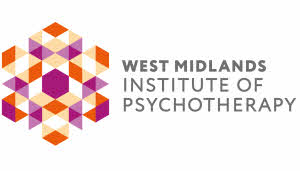 WEST MIDLANDS
INSTITUTE OF
PSYCHOTHERAPY